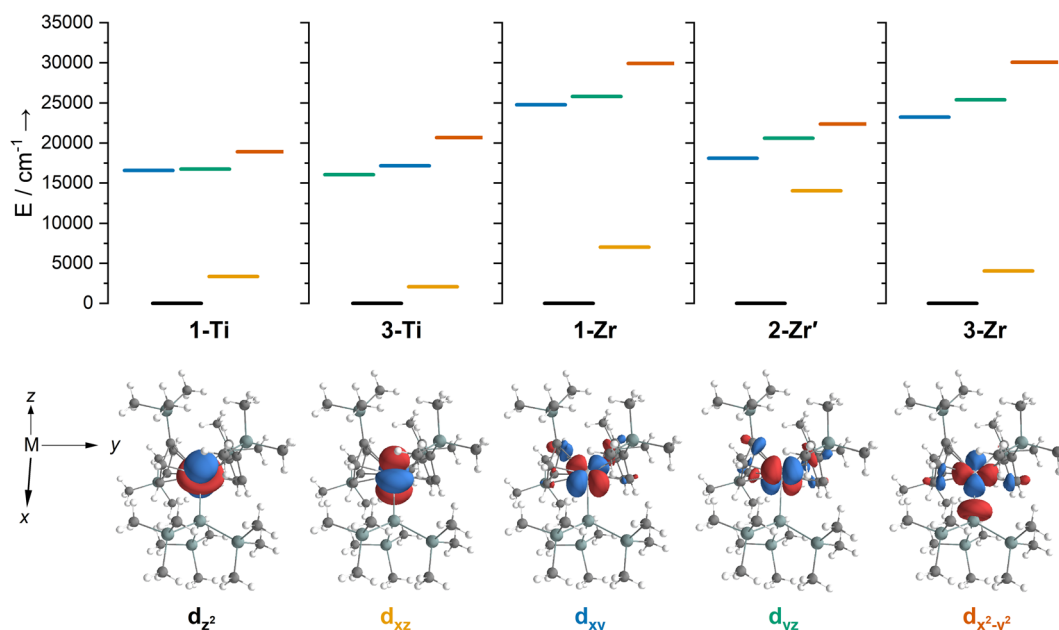 E / cm⁻¹ →
35000
30000
25000
20000
15000
10000
5000
0
1-Ti 3-Ti 1-Zr 2-Zr′ 3-Zr
z
M y
x
d_z² d_xz d_xy d_yz d_x²-y²